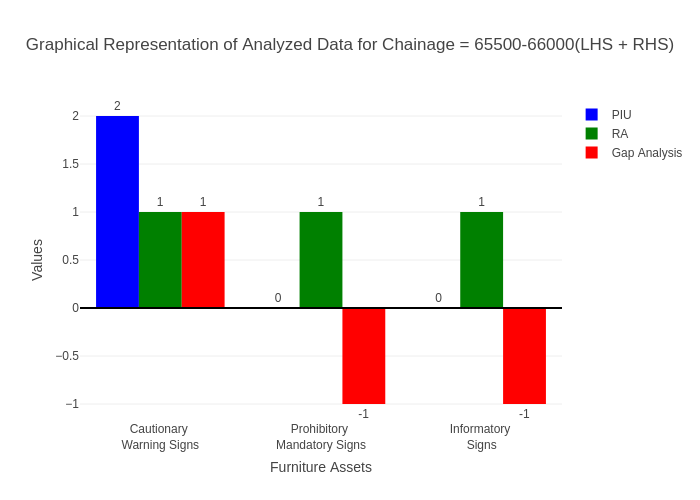 Graphical Representation of Analyzed Data for Chainage = 65500-66000(LHS + RHS)
PIU
RA
Gap Analysis
Values
2
1.5
1
0.5
0
−0.5
−1
2
1
1
0
1
-1
0
1
-1
Cautionary
Warning Signs
Prohibitory
Mandatory Signs
Informatory
Signs
Furniture Assets